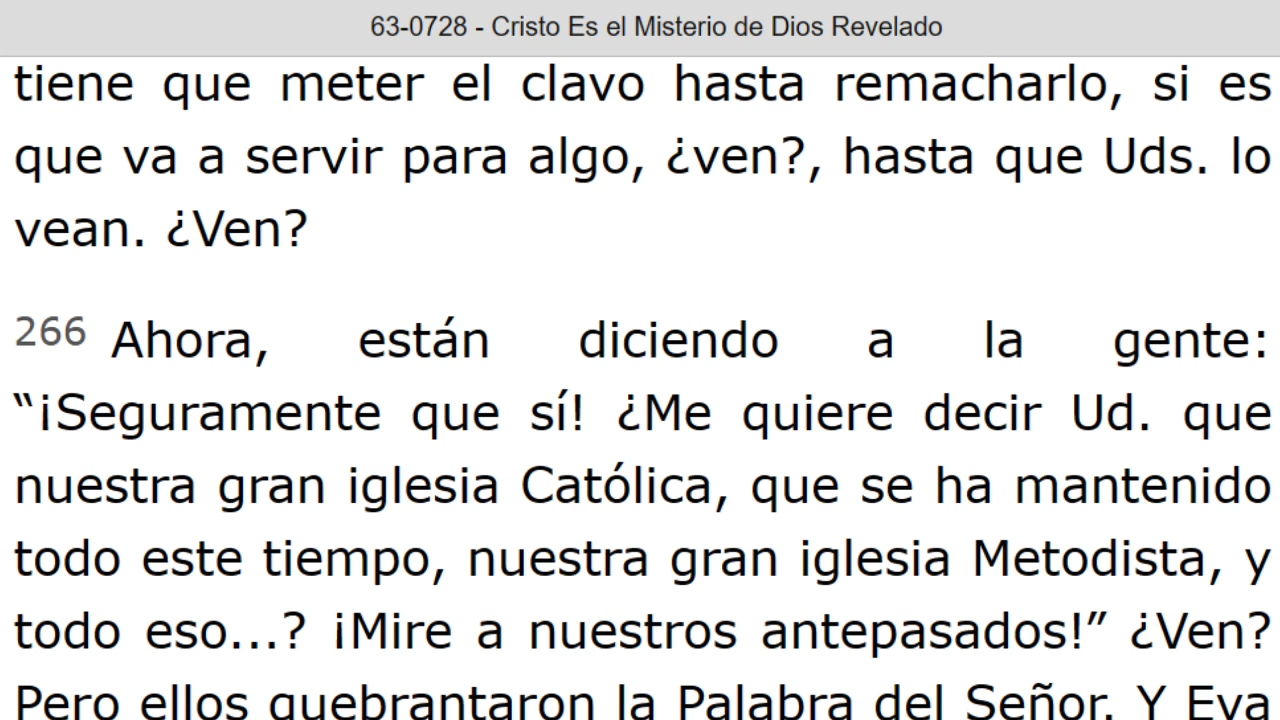 63-0728 - Cristo Es el Misterio de Dios Revelado
tiene que meter el clavo hasta remacharlo, si es
que va a servir para algo, ¿ven?, hasta que Uds. lo
vean. ¿Ven?
266 Ahora, están diciendo a la gente:
“¡Seguramente que sí! ¿Me quiere decir Ud. que
nuestra gran iglesia Católica, que se ha mantenido
todo este tiempo, nuestra gran iglesia Metodista, y
todo eso...? ¡Mire a nuestros antepasados!” ¿Ven?
Pero ellos quebrantaron la Palabra del Señor. Y Eva